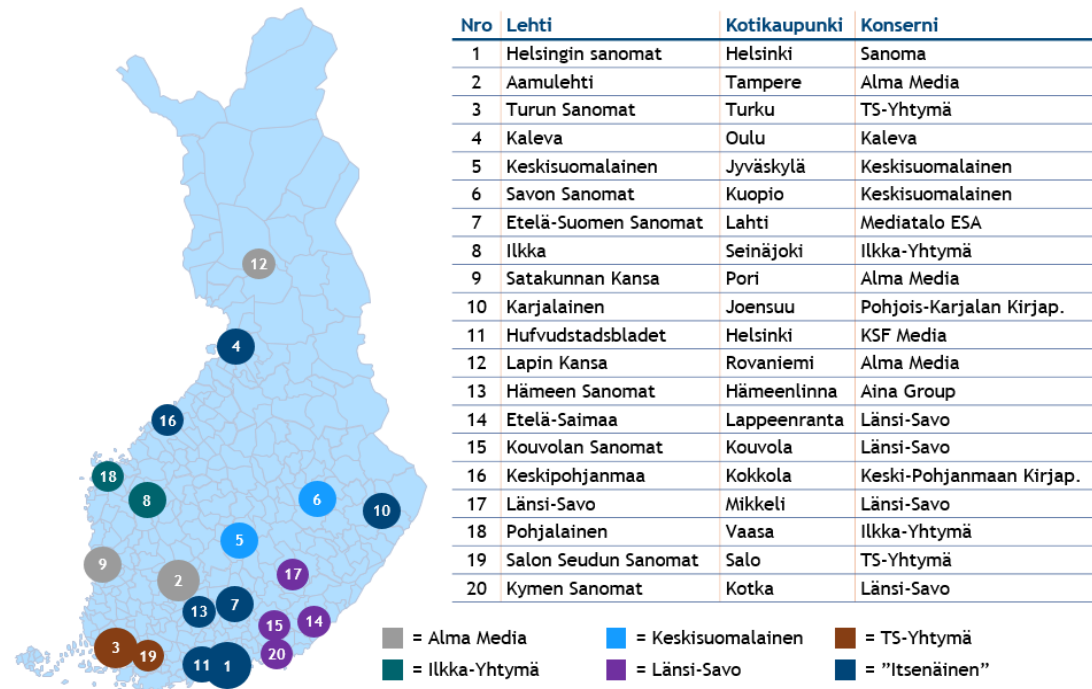 Nro Lehti Kotikaupunki Konserni
1 Helsingin sanomat Helsinki Sanoma
2 Aamulehti Tampere Alma Media
3 Turun Sanomat Turku TS-Yhtymä
4 Kaleva Oulu Kaleva
5 Keskisuomalainen Jyväskylä Keskisuomalainen
6 Savon Sanomat Kuopio Keskisuomalainen
7 Etelä-Suomen Sanomat Lahti Mediatalo ESA
8 Ilkka Seinäjoki Ilkka-Yhtymä
9 Satakunnan Kansa Pori Alma Media
10 Karjalainen Joensuu Pohjois-Karjalan Kirjap.
11 Hufvudstadsbladet Helsinki KSF Media
12 Lapin Kansa Rovaniemi Alma Media
13 Hämeen Sanomat Hämeenlinna Aina Group
14 Etelä-Saimaa Lappeenranta Länsi-Savo
15 Kouvolan Sanomat Kouvola Länsi-Savo
16 Keskipohjanmaa Kokkola Keski-Pohjanmaan Kirjap.
17 Länsi-Savo Mikkeli Länsi-Savo
18 Pohjalainen Vaasa Ilkka-Yhtymä
19 Salon Seudun Sanomat Salo TS-Yhtymä
20 Kymen Sanomat Kotka Länsi-Savo
12
4
16
18
8
6
10
5
9
2
17
13
7
15
14
3
19
11
1
20
= Alma Media = Keskisuomalainen = TS-Yhtymä
= Ilkka-Yhtymä = Länsi-Savo = ”Itsenäinen”